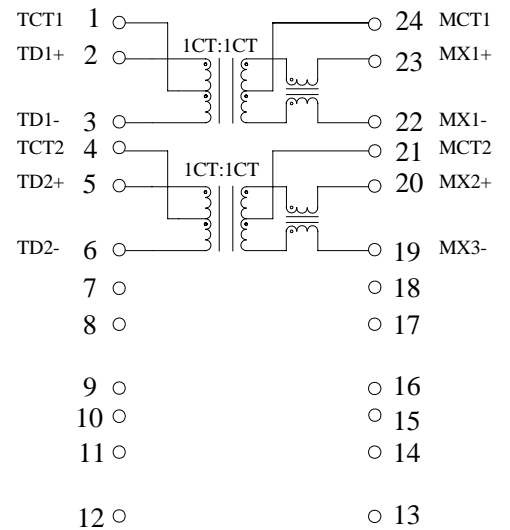 TCT1 1 24 MCT1
1CT:1CT
TD1+ 2 23 MX1+
TD1- 3 22 MX1-
TCT2 4 21 MCT2
1CT:1CT
TD2+ 5 20 MX2+
TD2- 6 19 MX3-
7 18
8 17
9 16
10 15
11 14
12 13